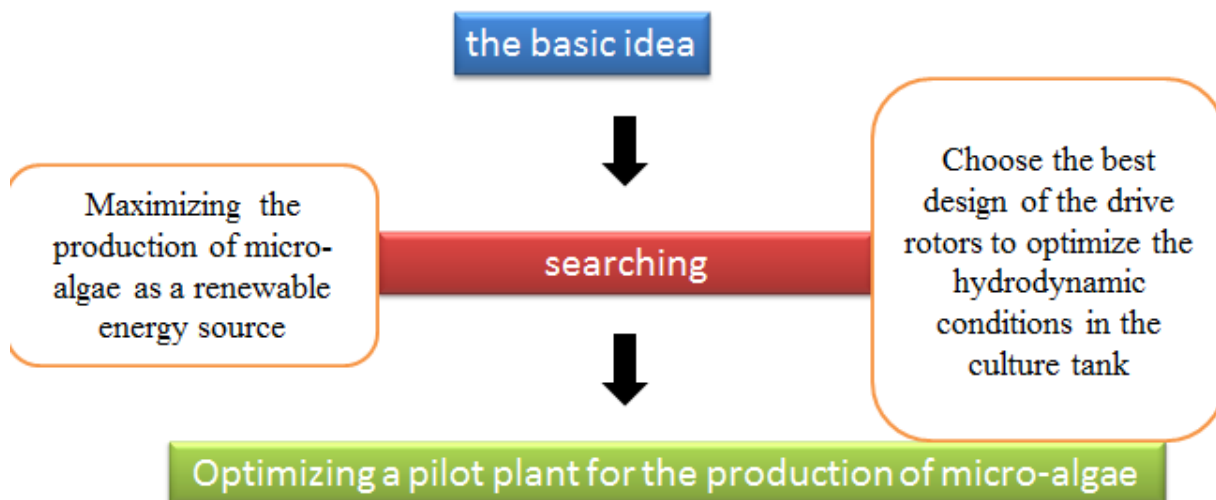 the basic idea
Maximizing the
production of micro-
algae as a renewable
energy source
searching
Choose the best
design of the drive
rotors to optimize the
hydrodynamic
conditions in the
culture tank
Optimizing a pilot plant for the production of micro-algae